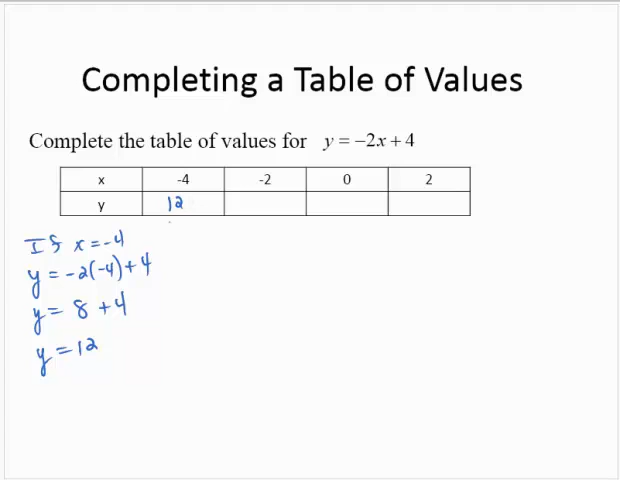 Completing a Table of Values
Complete the table of values for y = −2x + 4
x -4 -2 0 2
y 12
If x = -4
y = -2(-4) + 4
y = 8 + 4
y = 12